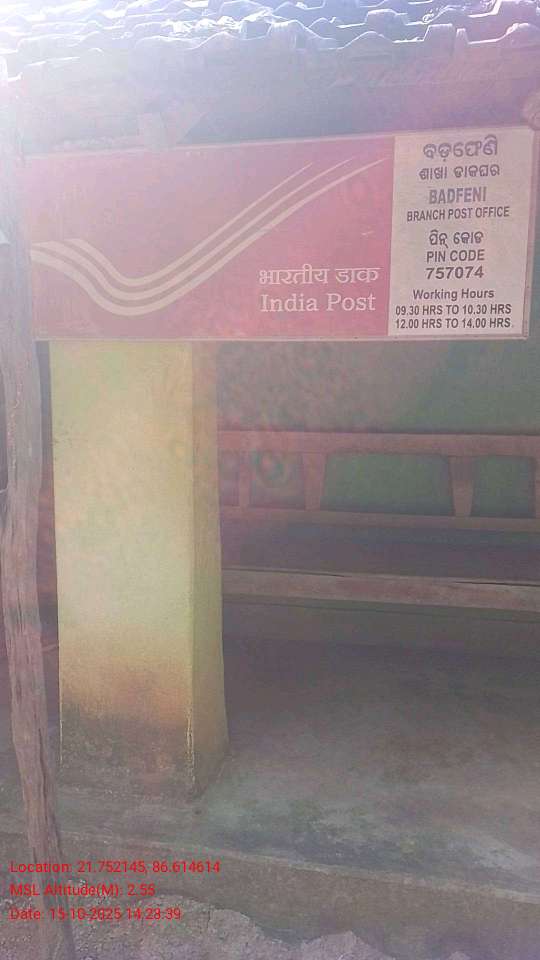 भारतीय डाक
India Post
ବଡ଼ଫେଣି
ଶାଖା ଡାକଘର
BADFENI
BRANCH POST OFFICE
ପିନ୍ କୋଡ
PIN CODE
757074
Working Hours
09.30 HRS TO 10.30 HRS
12.00 HRS TO 14.00 HRS
Location: 21.752145, 86.614614
MSL Altitude(M): 2.55
Date: 15-10-2025 14:28:39